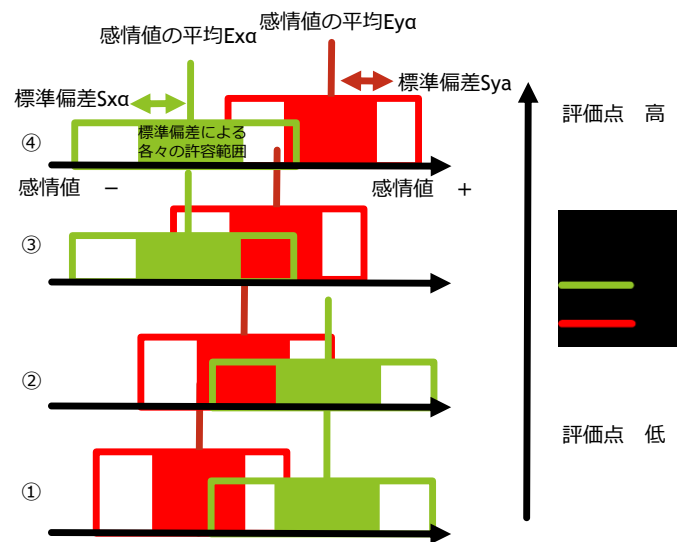 感情値の平均Exα
感情値の平均Eyα
標準偏差Sxα
標準偏差Sya
評価点 高
④
標準偏差による
各々の許容範囲
感情値 −
感情値 +
③
②
評価点 低
①